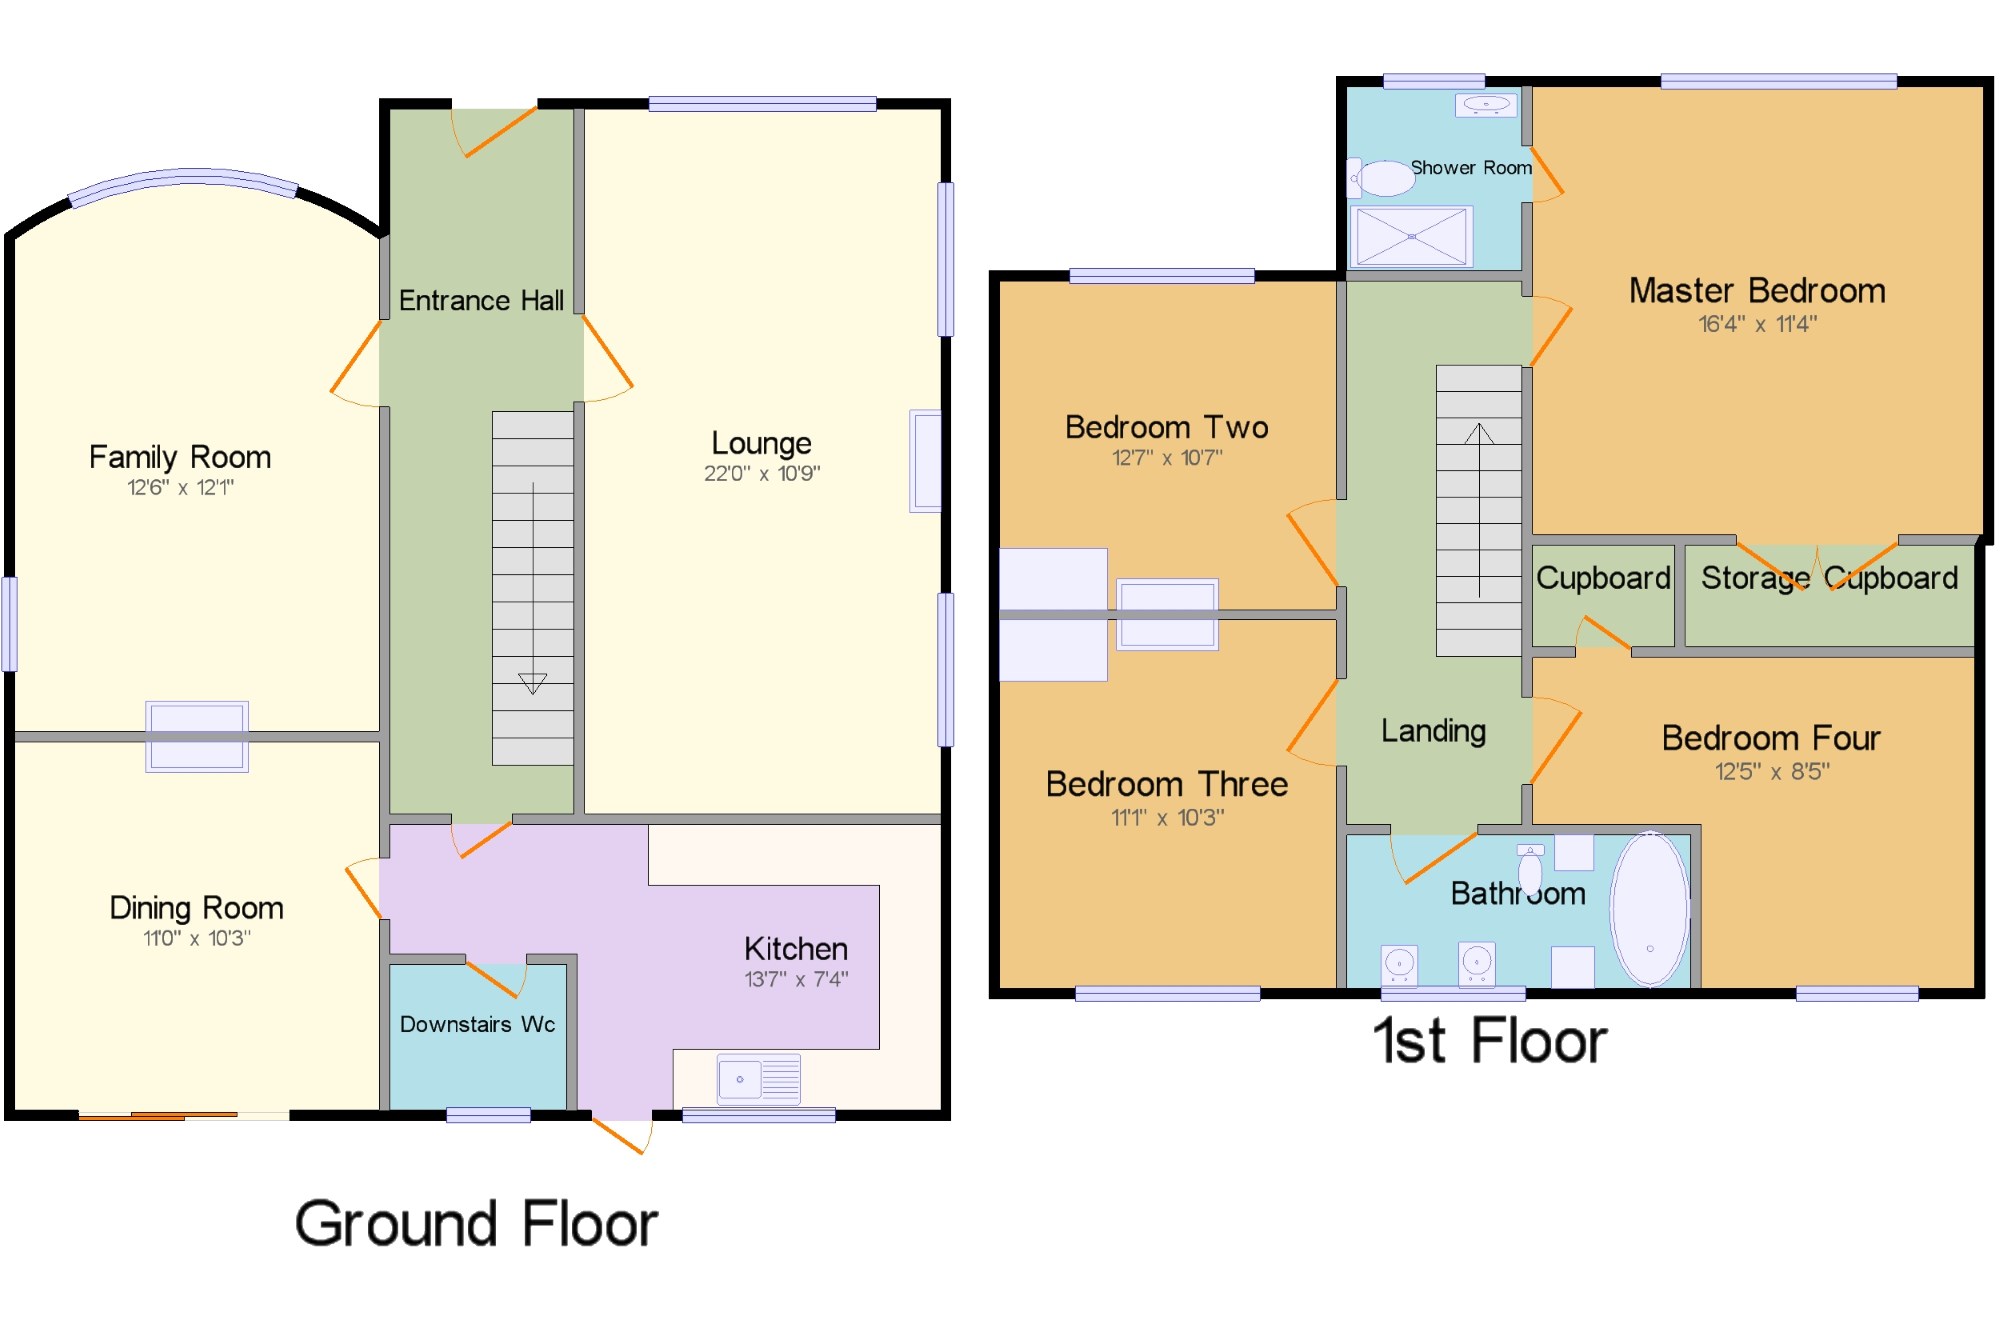 Entrance Hall
Family Room
12'6" x 12'1"
Lounge
22'0" x 10'9"
Dining Room
11'0" x 10'3"
Kitchen
13'7" x 7'4"
Downstairs Wc
Ground Floor
Shower Room
Master Bedroom
16'4" x 11'4"
Bedroom Two
12'7" x 10'7"
Cupboard
Storage Cupboard
Landing
Bedroom Four
12'5" x 8'5"
Bedroom Three
11'1" x 10'3"
Bathroom
1st Floor